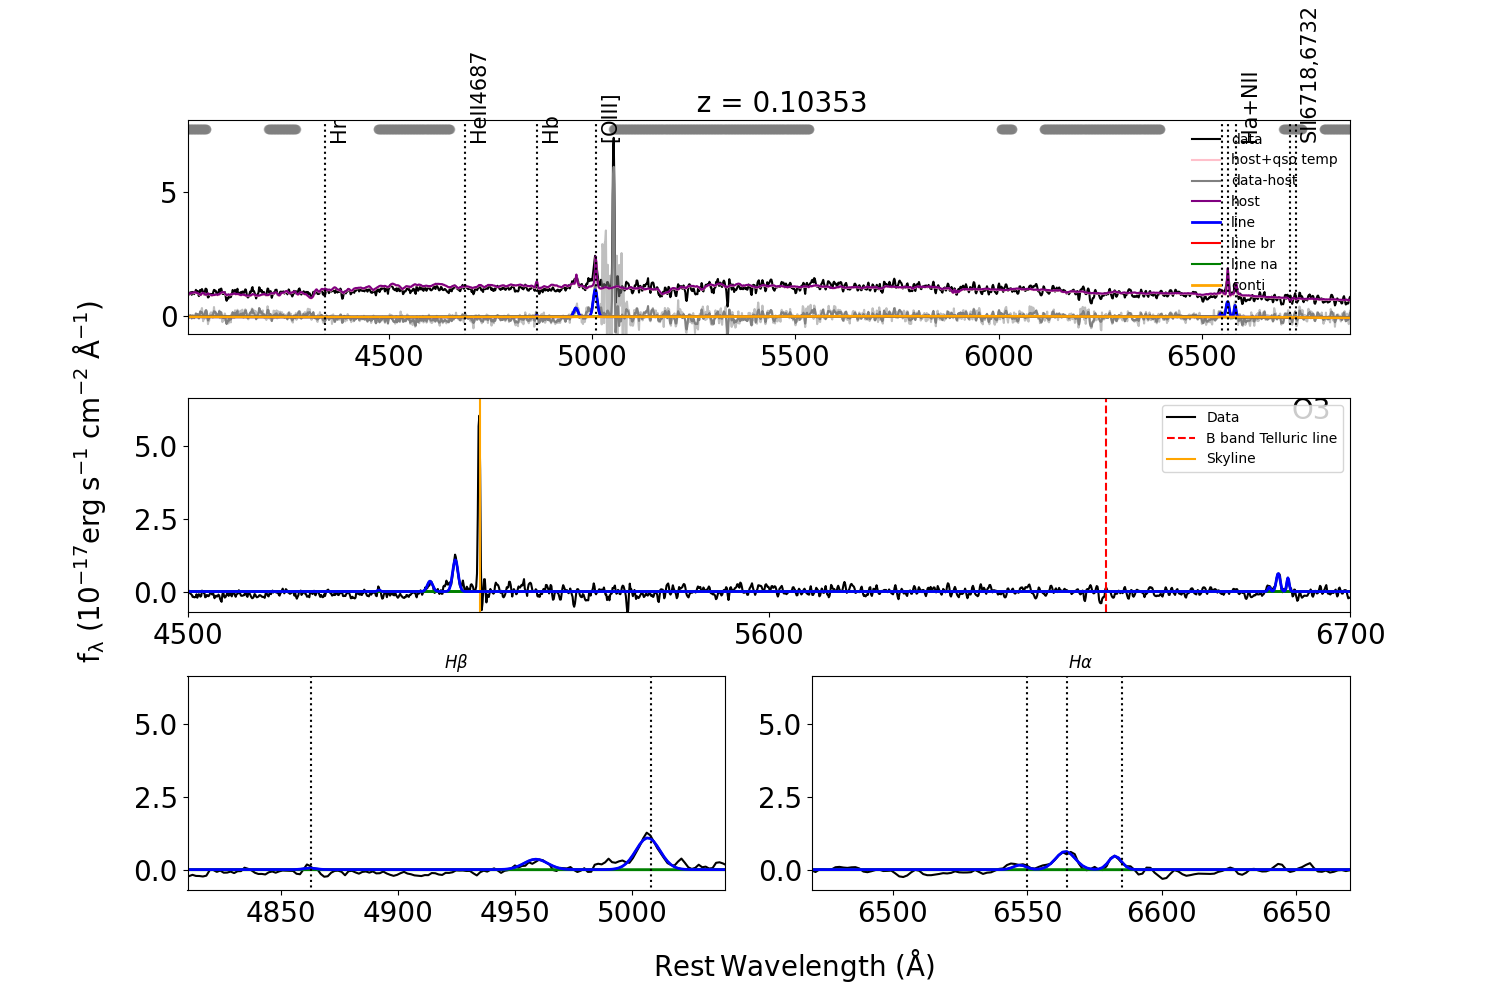 z = 0.10353
Hr
HeII4687
Hb
[OIII]
Ha+NII
SII6718,6732
data
host+qso temp
data-host
host
line
line br
line na
conti
5
0
4500
5000
5500
6000
6500
f_λ (10^{-17}erg s^{-1} cm^{-2} Å^{-1})
O3
Data
B band Telluric line
Skyline
5.0
2.5
0.0
4500
5600
6700
Hβ
5.0
2.5
0.0
4850
4900
4950
5000
Hα
5.0
2.5
0.0
6500
6550
6600
6650
Rest Wavelength (Å)